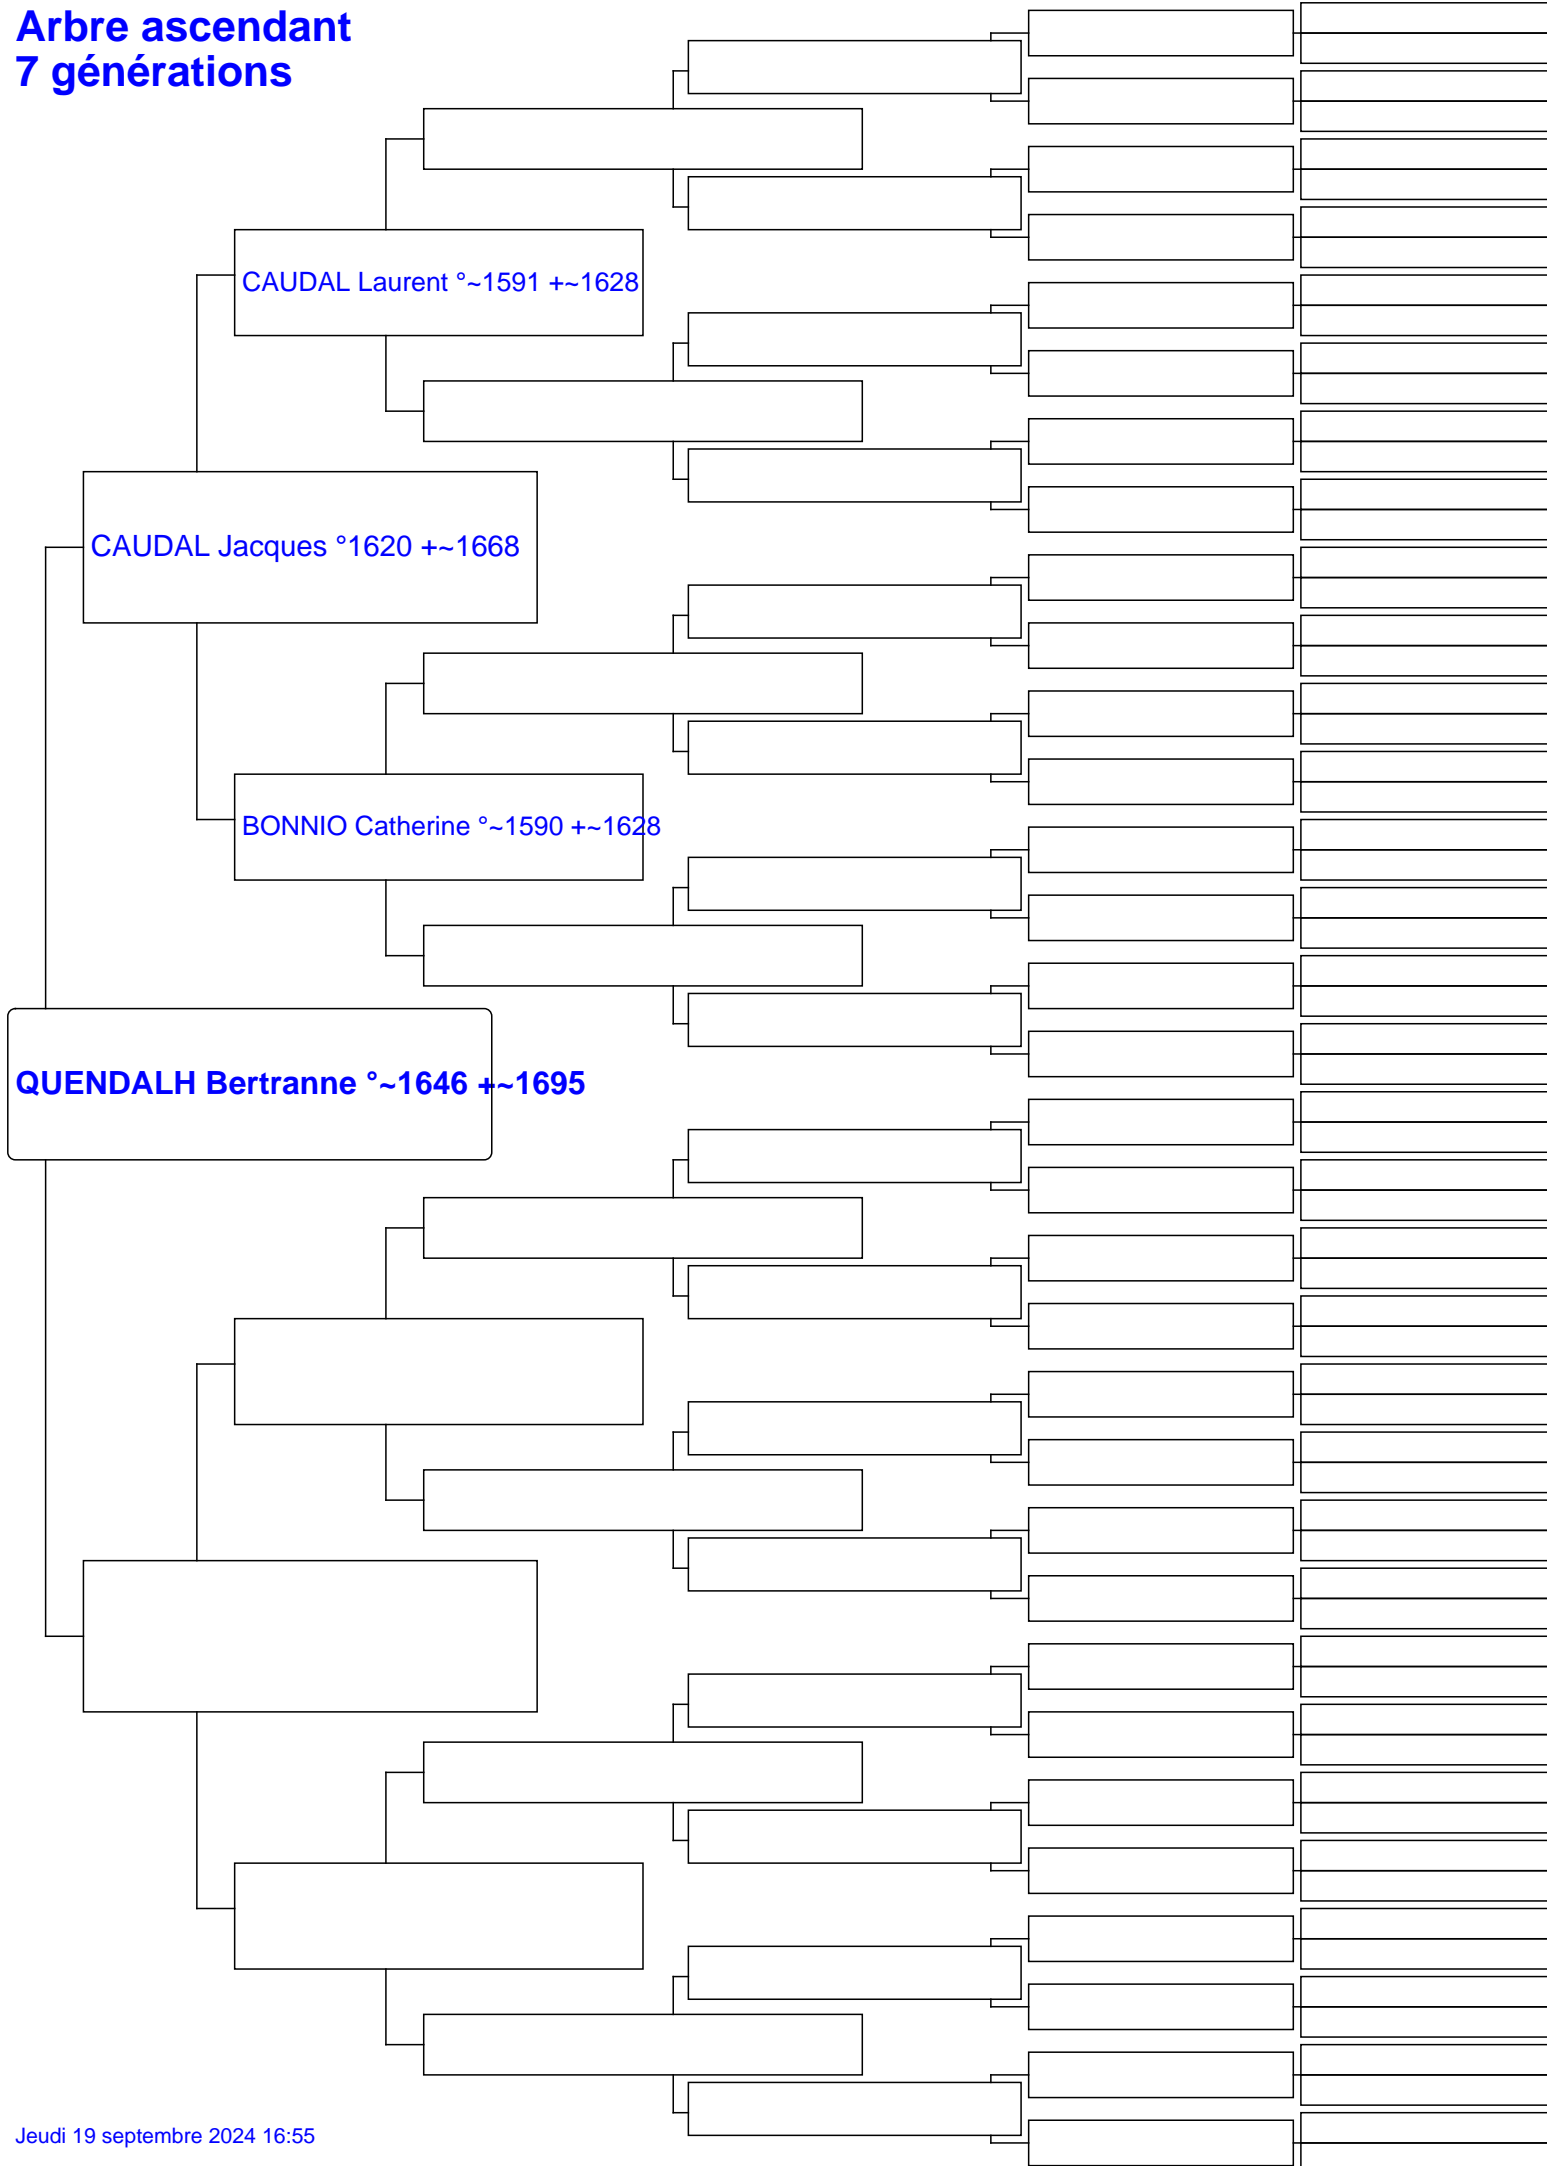 Arbre ascendant
7 générations
CAUDAL Laurent °~1591 +~1628
CAUDAL Jacques °1620 +~1668
BONNIO Catherine °~1590 +~1628
QUENDALH Bertranne °~1646 +~1695
Jeudi 19 septembre 2024 16:55